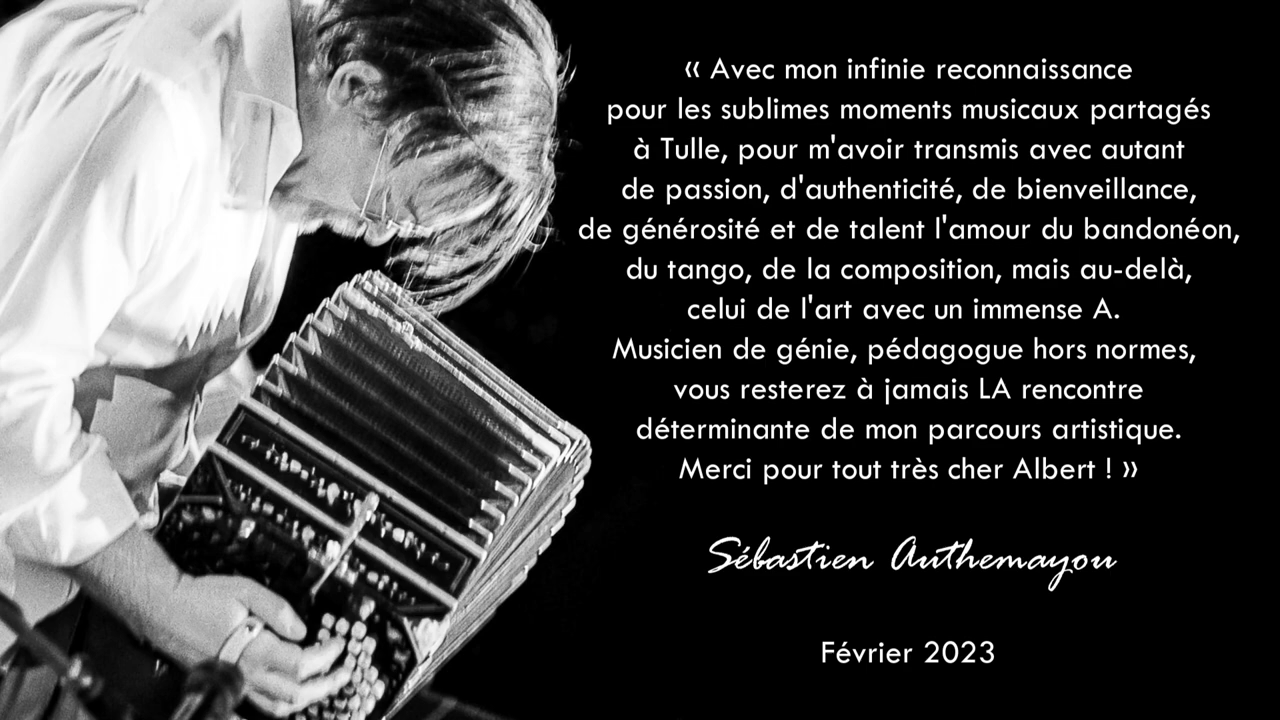 « Avec mon infinie reconnaissance
pour les sublimes moments musicaux partagés
à Tulle, pour m'avoir transmis avec autant
de passion, d'authenticité, de bienveillance,
de générosité et de talent l'amour du bandonéon,
du tango, de la composition, mais au-delà,
celui de l'art avec un immense A.
Musicien de génie, pédagogue hors normes,
vous resterez à jamais LA rencontre
déterminante de mon parcours artistique.
Merci pour tout très cher Albert ! »
Sébastien Authemayou
Février 2023